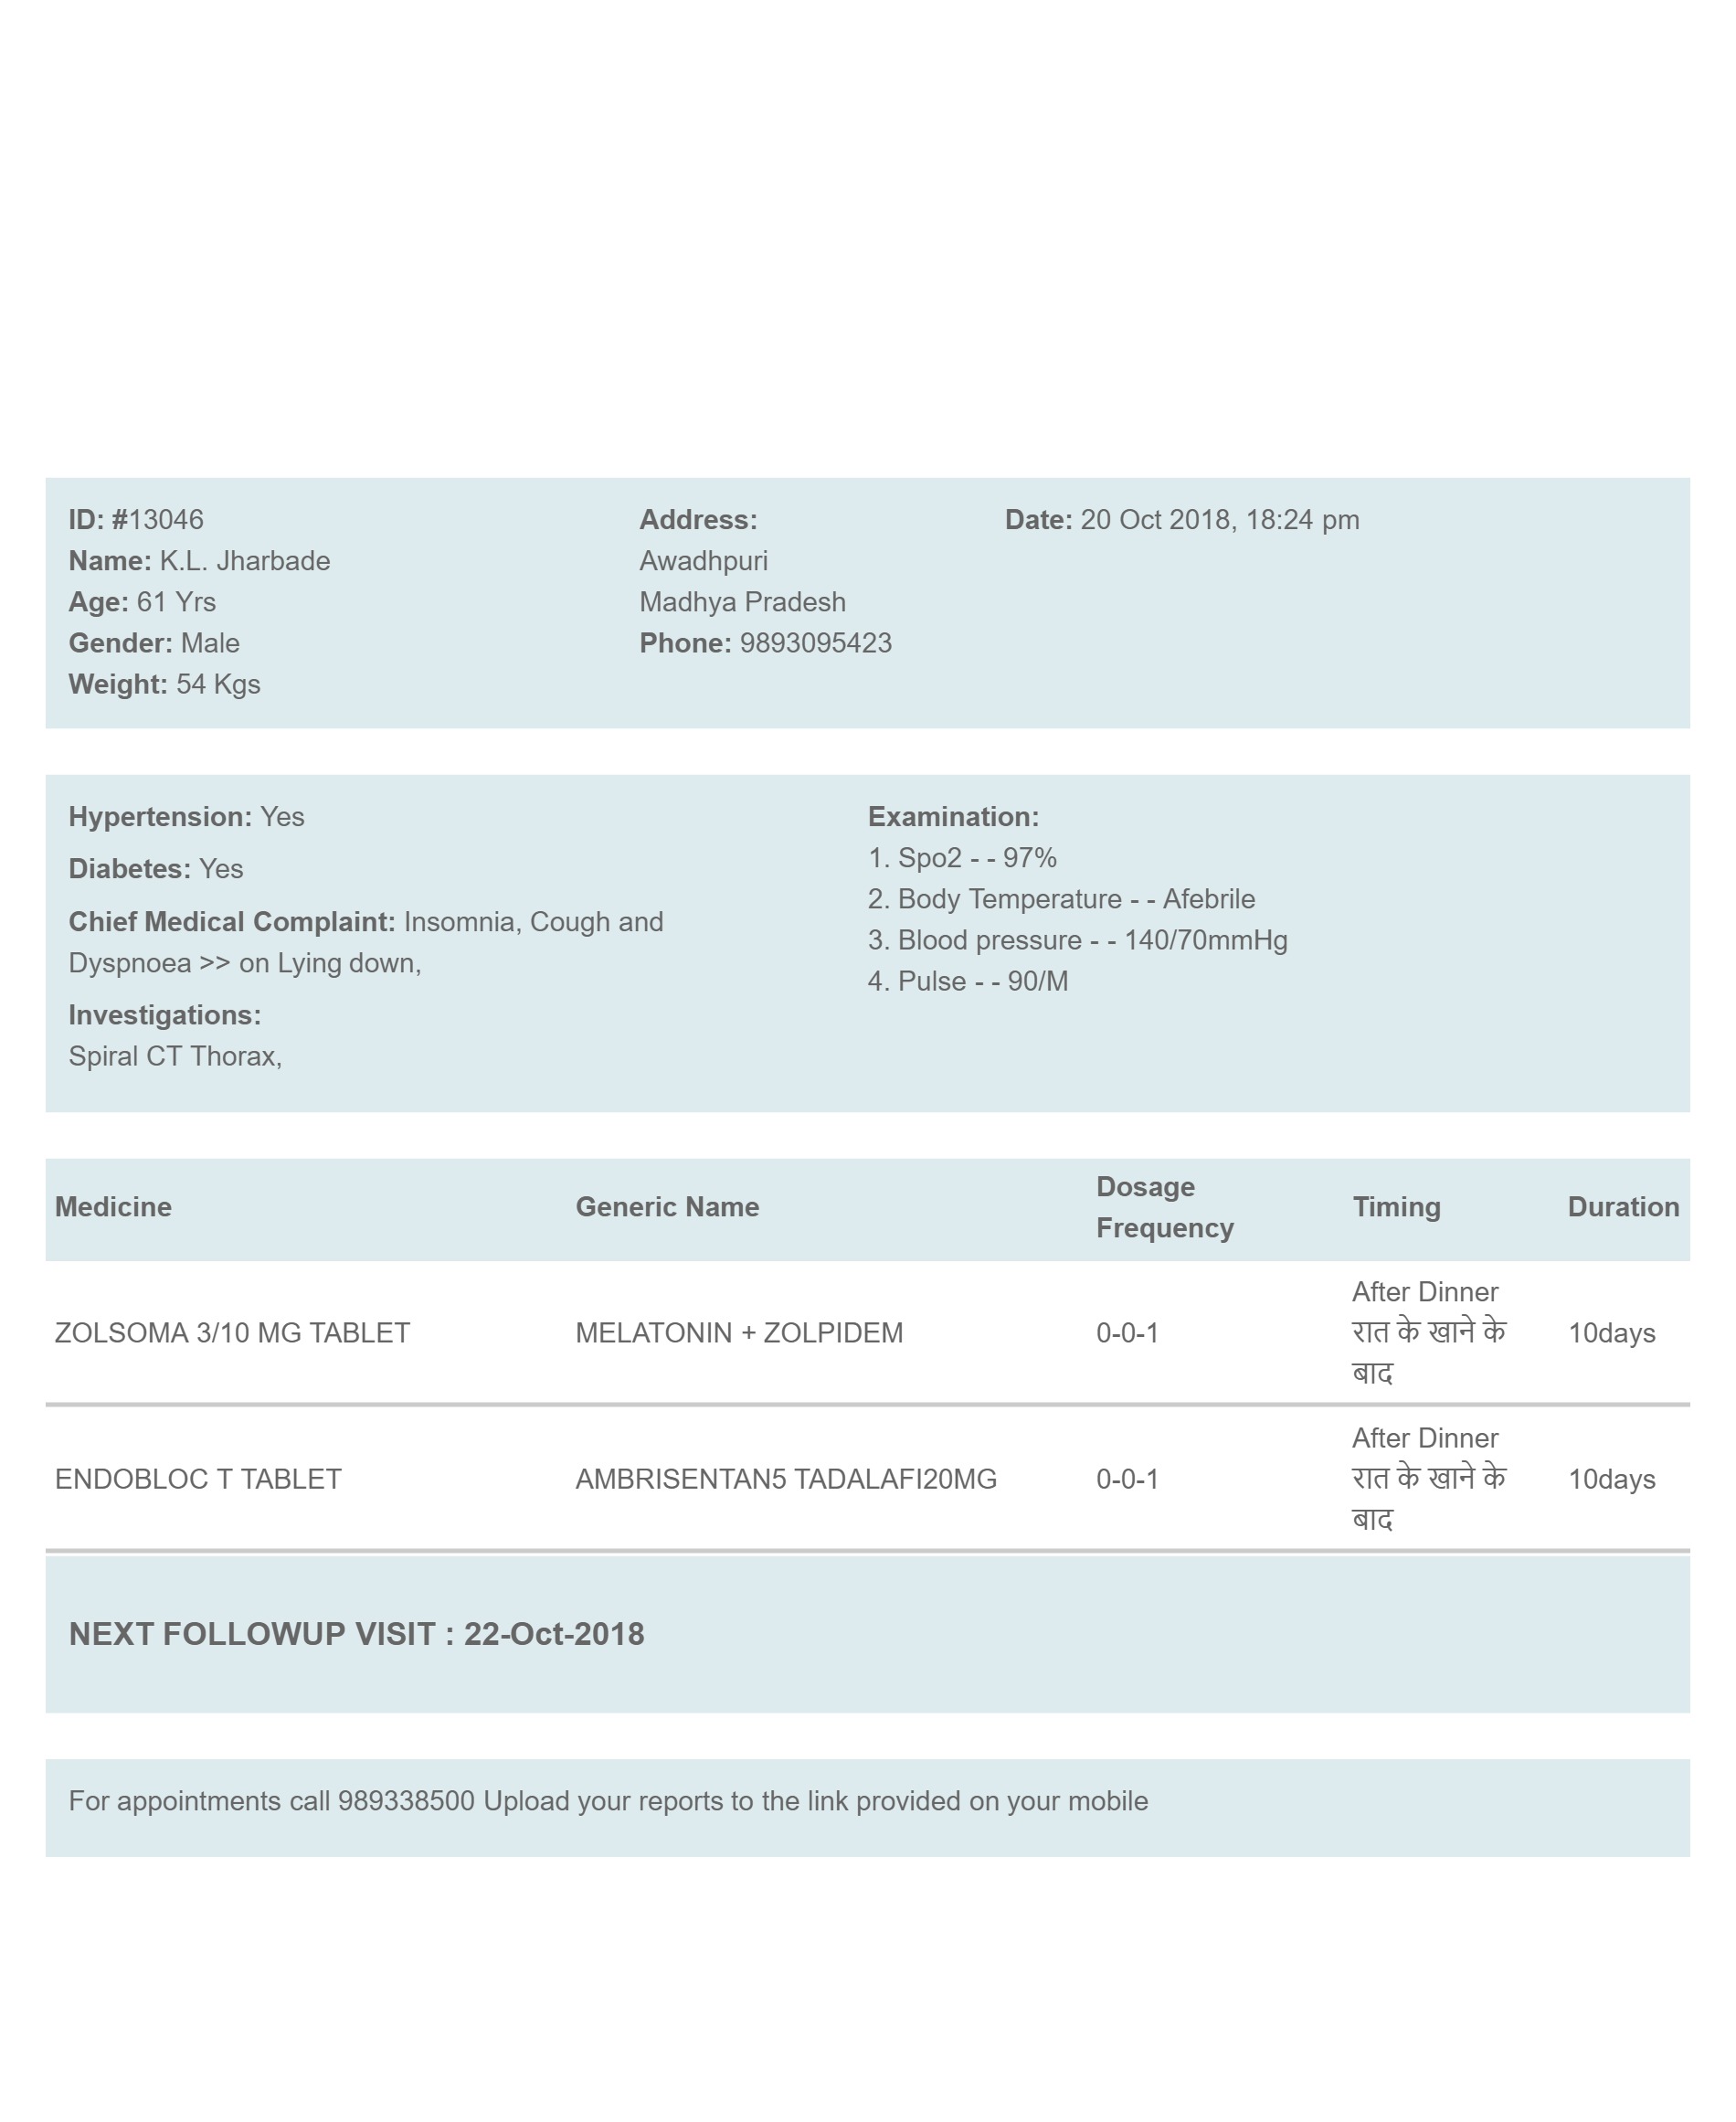 ID: #13046
Name: K.L. Jharbade
Age: 61 Yrs
Gender: Male
Weight: 54 Kgs
Address:
Awadhpuri
Madhya Pradesh
Phone: 9893095423
Date: 20 Oct 2018, 18:24 pm
Hypertension: Yes
Diabetes: Yes
Chief Medical Complaint: Insomnia, Cough and
Dyspnoea >> on Lying down,
Investigations:
Spiral CT Thorax,
Examination:
1. Spo2 - - 97%
2. Body Temperature - - Afebrile
3. Blood pressure - - 140/70mmHg
4. Pulse - - 90/M
Medicine Generic Name Dosage Frequency Timing Duration
ZOLSOMA 3/10 MG TABLET MELATONIN + ZOLPIDEM 0-0-1 After Dinner रात के खाने के बाद 10days
ENDOBLOC T TABLET AMBRISENTAN5 TADALAFI20MG 0-0-1 After Dinner रात के खाने के बाद 10days
NEXT FOLLOWUP VISIT : 22-Oct-2018
For appointments call 989338500 Upload your reports to the link provided on your mobile